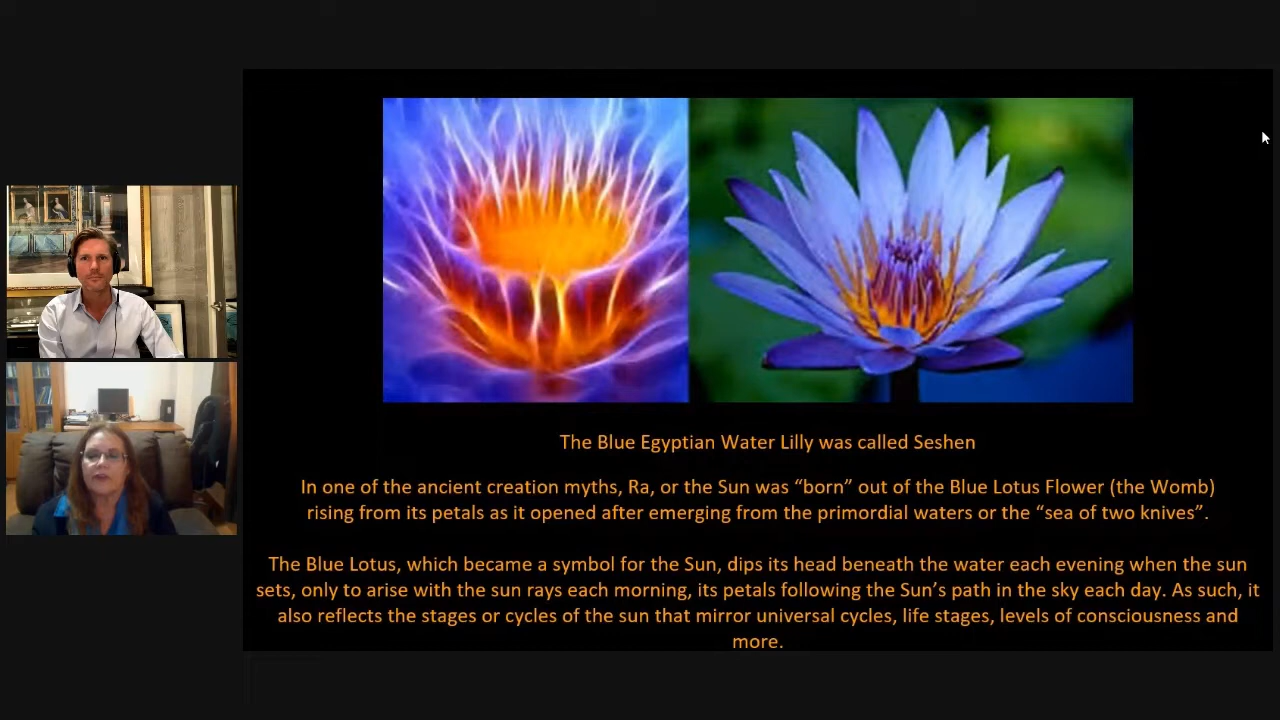 The Blue Egyptian Water Lilly was called Seshen
In one of the ancient creation myths, Ra, or the Sun was “born” out of the Blue Lotus Flower (the Womb)
rising from its petals as it opened after emerging from the primordial waters or the “sea of two knives”.
The Blue Lotus, which became a symbol for the Sun, dips its head beneath the water each evening when the sun
sets, only to arise with the sun rays each morning, its petals following the Sun’s path in the sky each day. As such, it
also reflects the stages or cycles of the sun that mirror universal cycles, life stages, levels of consciousness and
more.